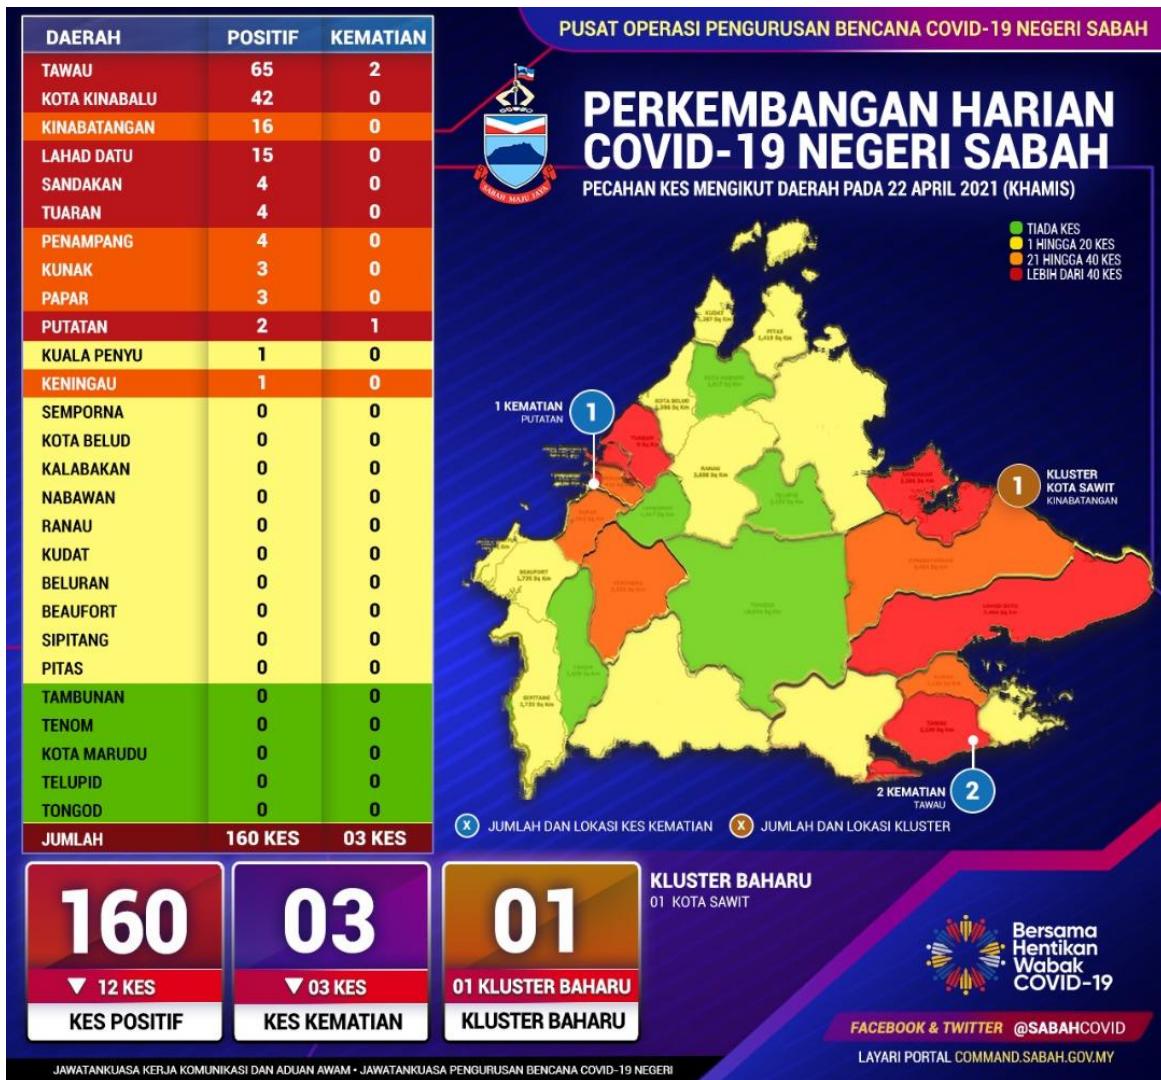 DAERAH POSITIF KEMATIAN
TAWAU 65 2
KOTA KINABALU 42 0
KINABATANGAN 16 0
LAHAD DATU 15 0
SANDAKAN 4 0
TUARAN 4 0
PENAMPANG 4 0
KUNAK 3 0
PAPAR 3 0
PUTATAN 2 1
KUALA PENYU 1 0
KENINGAU 1 0
SEMPORNA 0 0
KOTA BELUD 0 0
KALABAKAN 0 0
NABAWAN 0 0
RANAU 0 0
KUDAT 0 0
BELURAN 0 0
BEAUFORT 0 0
SIPITANG 0 0
PITAS 0 0
TAMBUNAN 0 0
TENOM 0 0
KOTA MARUDU 0 0
TELUPID 0 0
TONGOD 0 0
JUMLAH 160 KES 03 KES
PUSAT OPERASI PENGURUSAN BENCANA COVID-19 NEGERI SABAH
SABAH MAJU JAYA
PERKEMBANGAN HARIAN
COVID-19 NEGERI SABAH
PECAHAN KES MENGIKUT DAERAH PADA 22 APRIL 2021 (KHAMIS)
TIADA KES
1 HINGGA 20 KES
21 HINGGA 40 KES
LEBIH DARI 40 KES
KUDAT
PITAS
KOTA BELUD
RANAU
BEAUFORT
SIPITANG
1 KEMATIAN
PUTATAN
1
1
KLUSTER
KOTA SAWIT
KINABATANGAN
2 KEMATIAN
TAWAU
2
X JUMLAH DAN LOKASI KES KEMATIAN
X JUMLAH DAN LOKASI KLUSTER
160
▼ 12 KES
KES POSITIF
03
▼ 03 KES
KES KEMATIAN
01
01 KLUSTER BAHARU
KLUSTER BAHARU
KLUSTER BAHARU
01 KOTA SAWIT
Bersama
Hentikan
Wabak
COVID-19
FACEBOOK & TWITTER @SABAHCOVID
LAYARI PORTAL COMMAND.SABAH.GOV.MY
JAWATANKUASA KERJA KOMUNIKASI DAN ADUAN AWAM • JAWATANKUASA PENGURUSAN BENCANA COVID-19 NEGERI